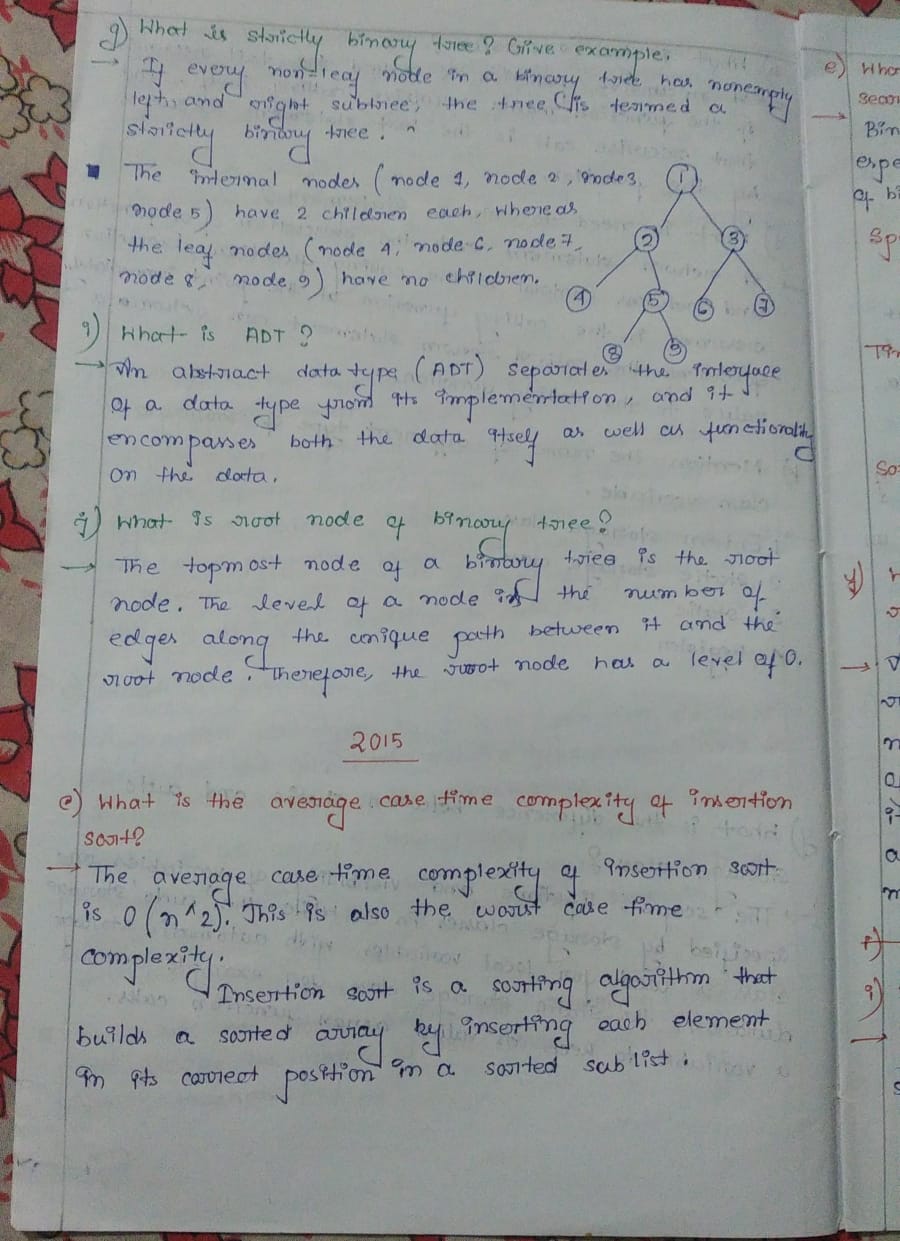 g) What is strictly binary tree? Give example.
→ If every non-leaf node in a binary tree has nonempty
left and right subtree, the tree is termed a
strictly binary tree.
The internal nodes (node 1, node 2, node3,
node 5) have 2 children each, whereas
the leaf nodes (node 4, node 6, node 7,
node 8, node 9) have no children.
1
2 3
4 5 6 7
8 9
i) What is ADT?
→ An abstract data type (ADT) separates the interface
of a data type from its implementation, and it
encompasses both the data itself as well as functionality
on the data.
j) What is root node of binary tree?
→ The topmost node of a binary tree is the root
node. The level of a node is the number of
edges along the unique path between it and the
root node. Therefore, the root node has a level of 0.
2015
e) What is the average case time complexity of insertion
sort?
→ The average case time complexity of insertion sort
is O(n^2). This is also the worst case time
complexity.
Insertion sort is a sorting algorithm that
builds a sorted array by inserting each element
in its correct position in a sorted sub list.
e)
→ Bin
of bi